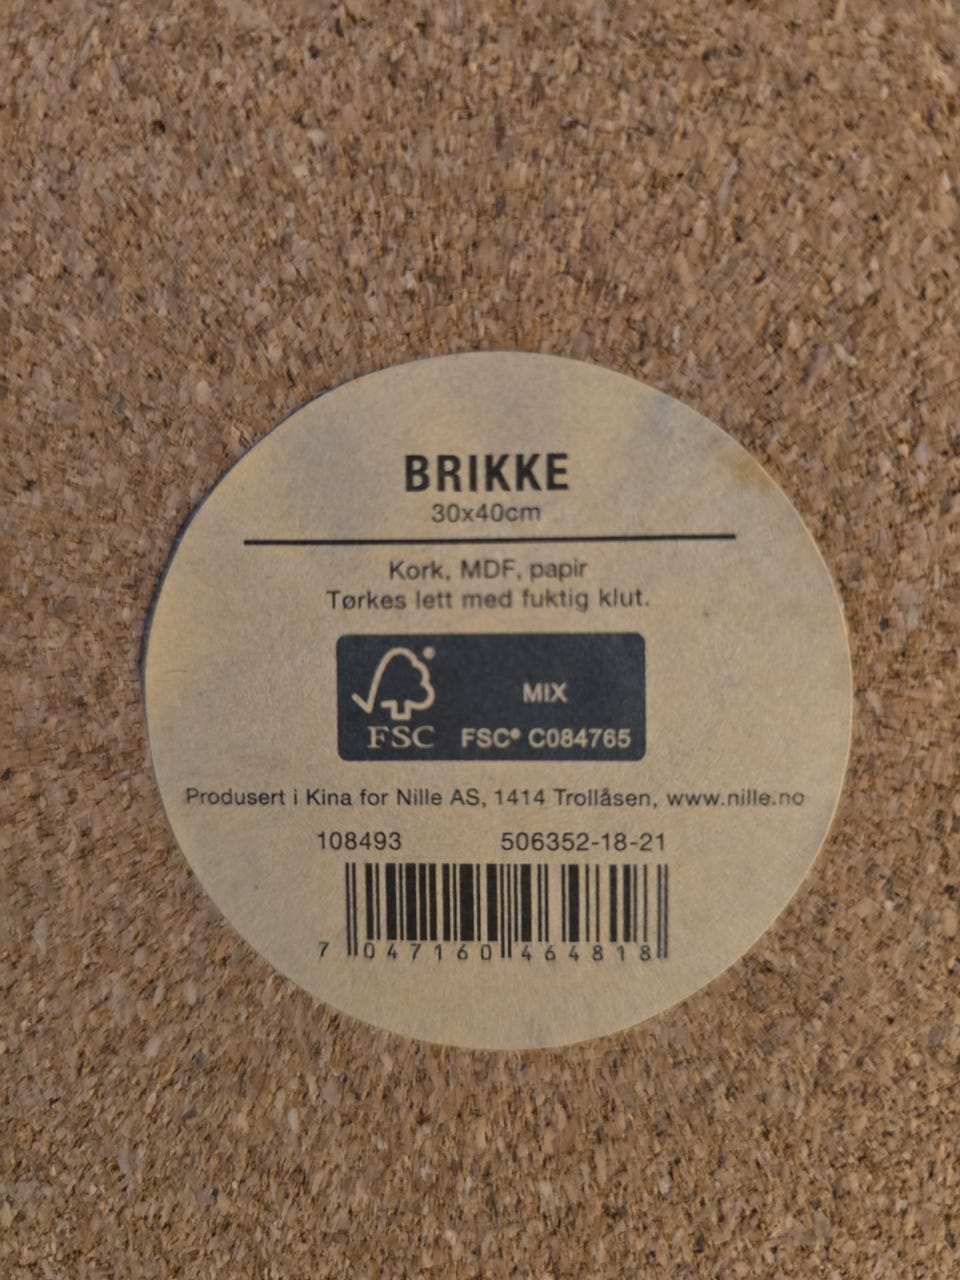 BRIKKE
30x40cm
Kork, MDF, papir
Tørkes lett med fuktig klut.
MIX
FSC FSC® C084765
Produsert i Kina for Nille AS, 1414 Trollåsen, www.nille.no
108493 506352-18-21
7 047160 464818